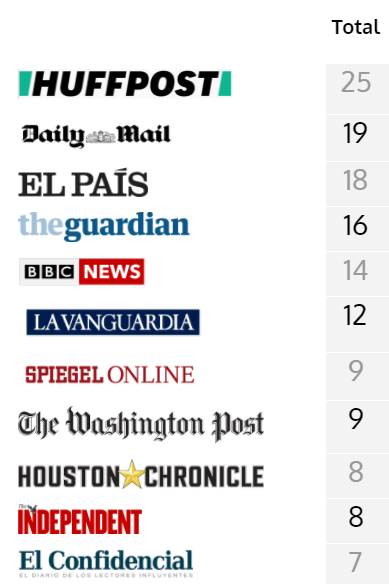 Total
HUFFPOST 25
Daily Mail 19
EL PAÍS 18
theguardian 16
BBC NEWS 14
LA VANGUARDIA 12
SPIEGEL ONLINE 9
The Washington Post 9
HOUSTON CHRONICLE 8
The
INDEPENDENT 8
El Confidencial 7
EL DIARIO DE LOS LECTORES INFLUYENTES